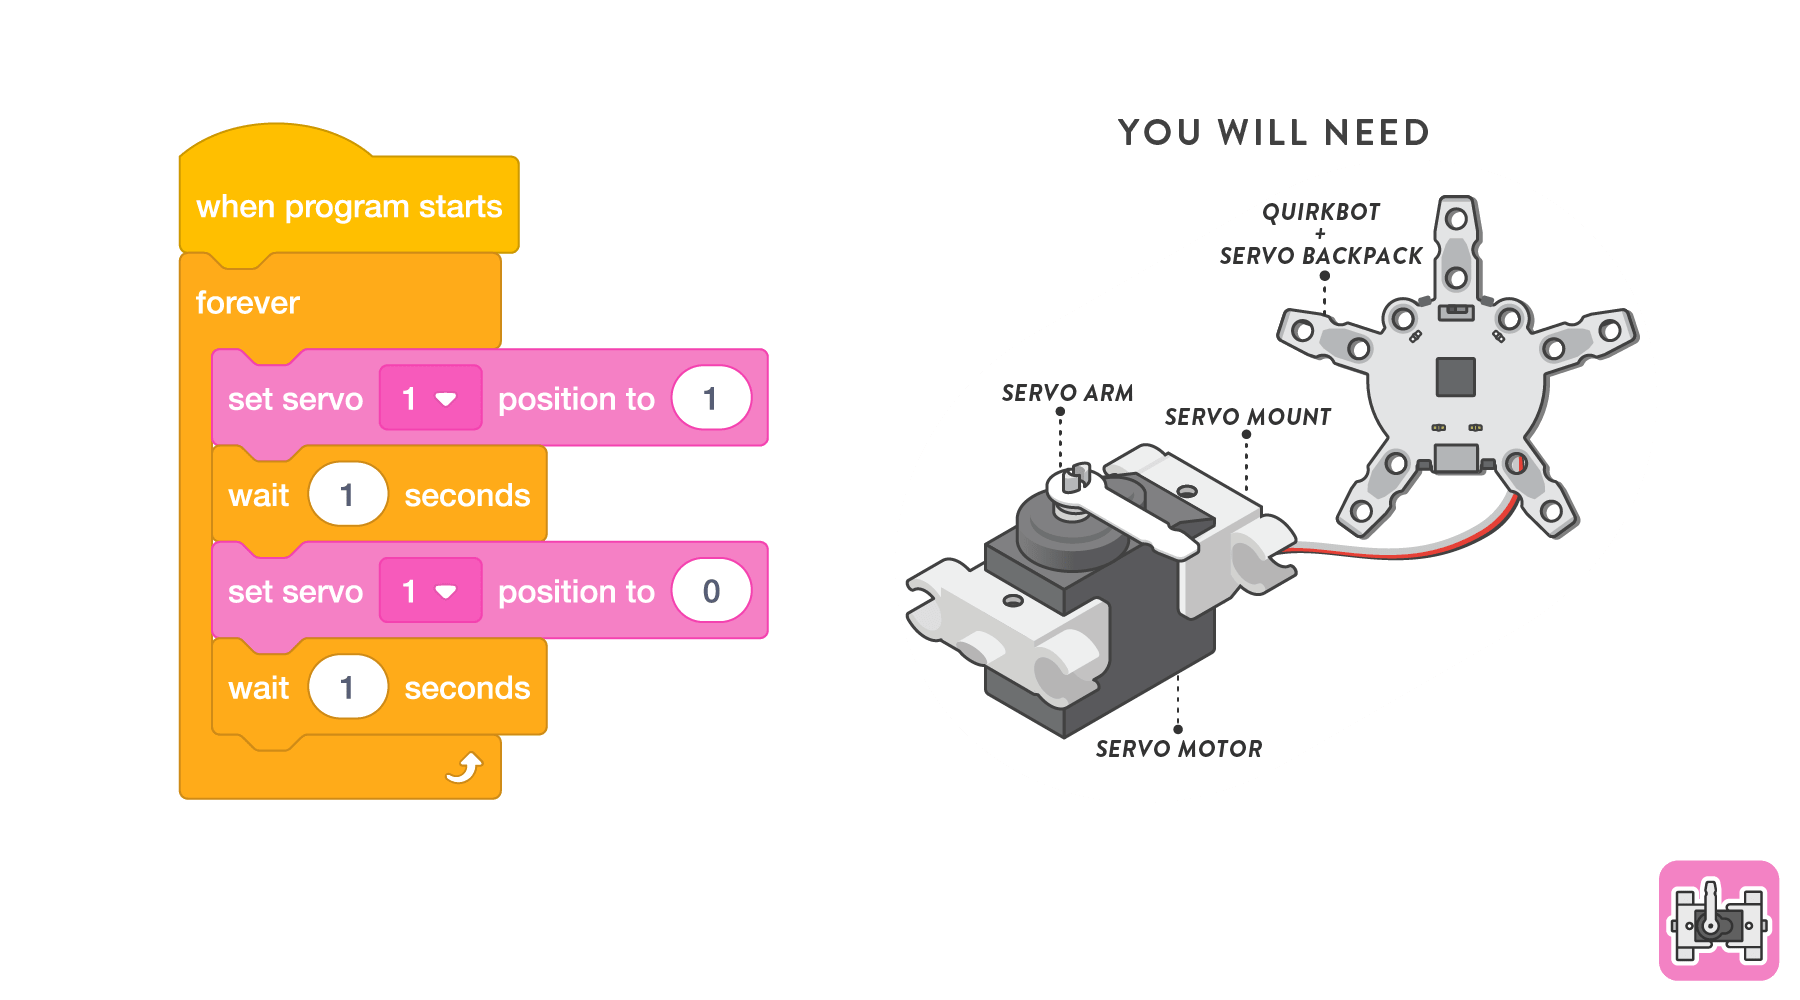 when program starts
forever
set servo 1 position to 1
wait 1 seconds
set servo 1 position to 0
wait 1 seconds
YOU WILL NEED
QUIRKBOT
+
SERVO BACKPACK
SERVO ARM
SERVO MOUNT
SERVO MOTOR